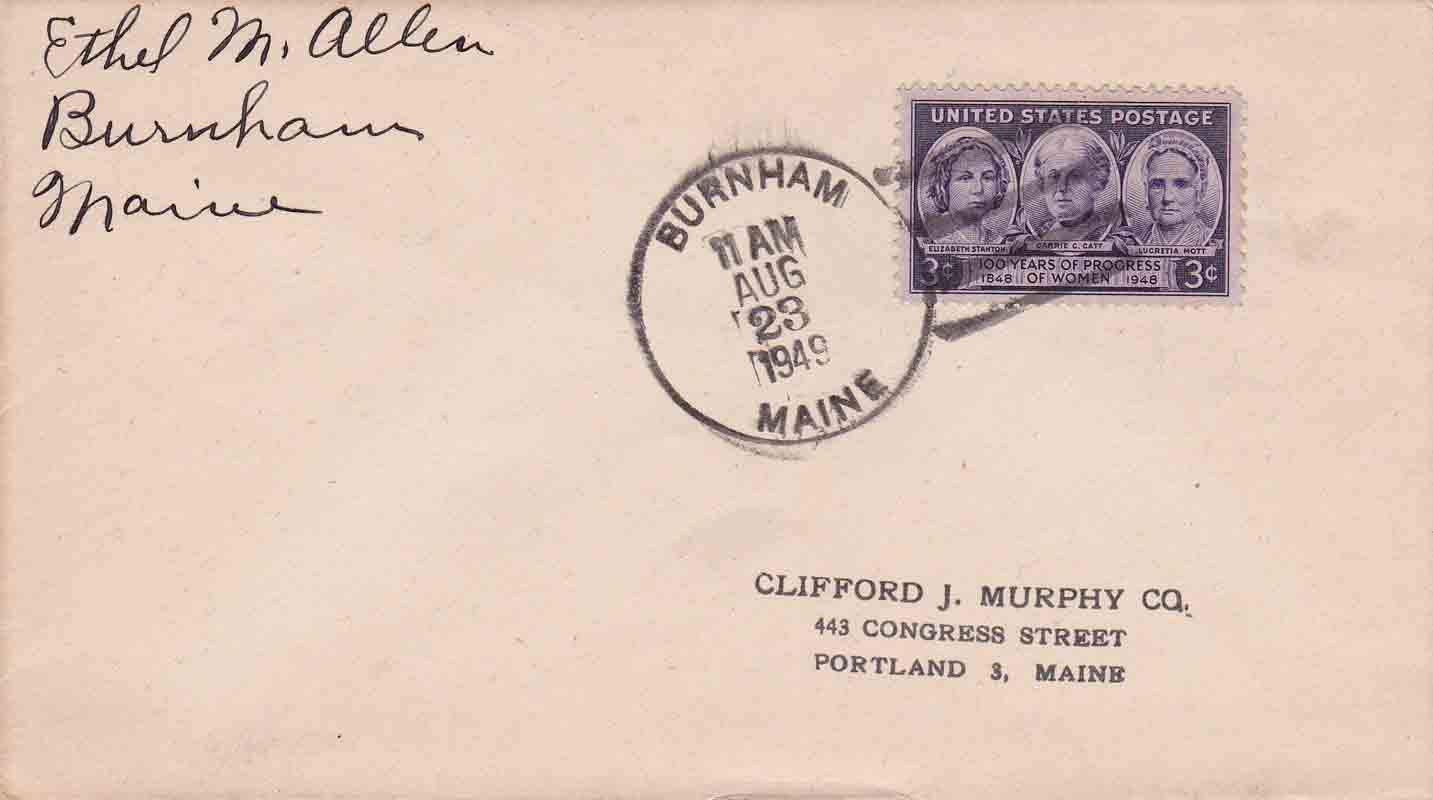 Ethel M. Allen
Burnham
Maine
UNITED STATES POSTAGE
ELIZABETH STANTON CARRIE C. CATT LUCRETIA MOTT
3¢ 100 YEARS OF PROGRESS 3¢
1848 OF WOMEN 1948
BURNHAM
11 AM
AUG
23
1949
MAINE
CLIFFORD J. MURPHY CO.
443 CONGRESS STREET
PORTLAND 3, MAINE